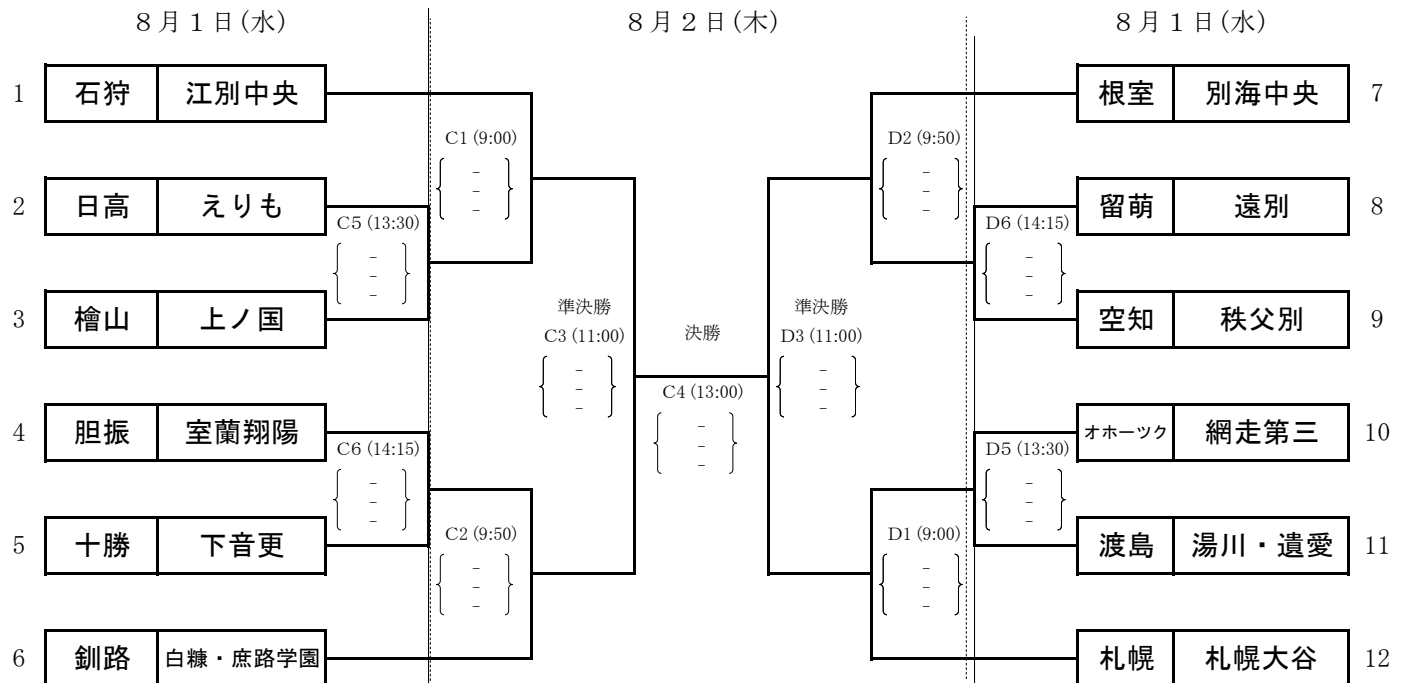 8月1日(水) 8月2日(木) 8月1日(水)
1 石狩 江別中央 根室 別海中央 7
C1 (9:00) D2 (9:50)
-
-
-
-
-
-
2 日高 えりも 留萌 遠別 8
C5 (13:30) D6 (14:15)
-
-
-
-
-
-
3 檜山 上ノ国 空知 秩父別 9
準決勝 準決勝
C3 (11:00) 決勝 D3 (11:00)
-
-
-
-
-
-
C4 (13:00)
-
-
-
4 胆振 室蘭翔陽 オホーツク 網走第三 10
C6 (14:15) D5 (13:30)
-
-
-
-
-
-
5 十勝 下音更 渡島 湯川・遺愛 11
C2 (9:50) D1 (9:00)
-
-
-
-
-
-
6 釧路 白糠・庶路学園 札幌 札幌大谷 12